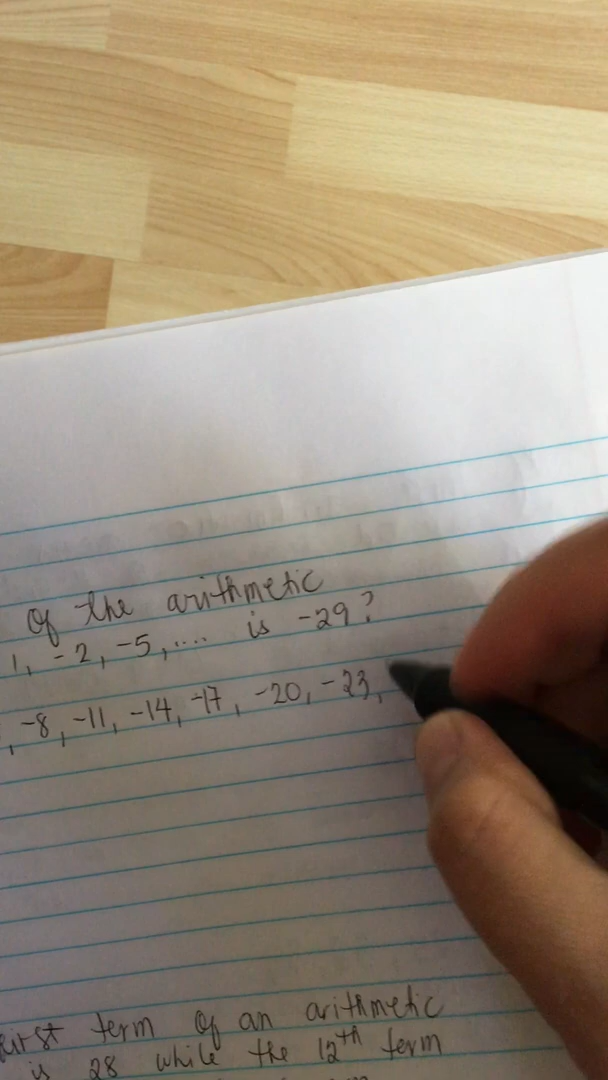 of the arithmetic
1, -2, -5, .... is -29?
, -8, -11, -14, -17, -20, -23,
first term of an arithmetic
is 28 while the 12th term